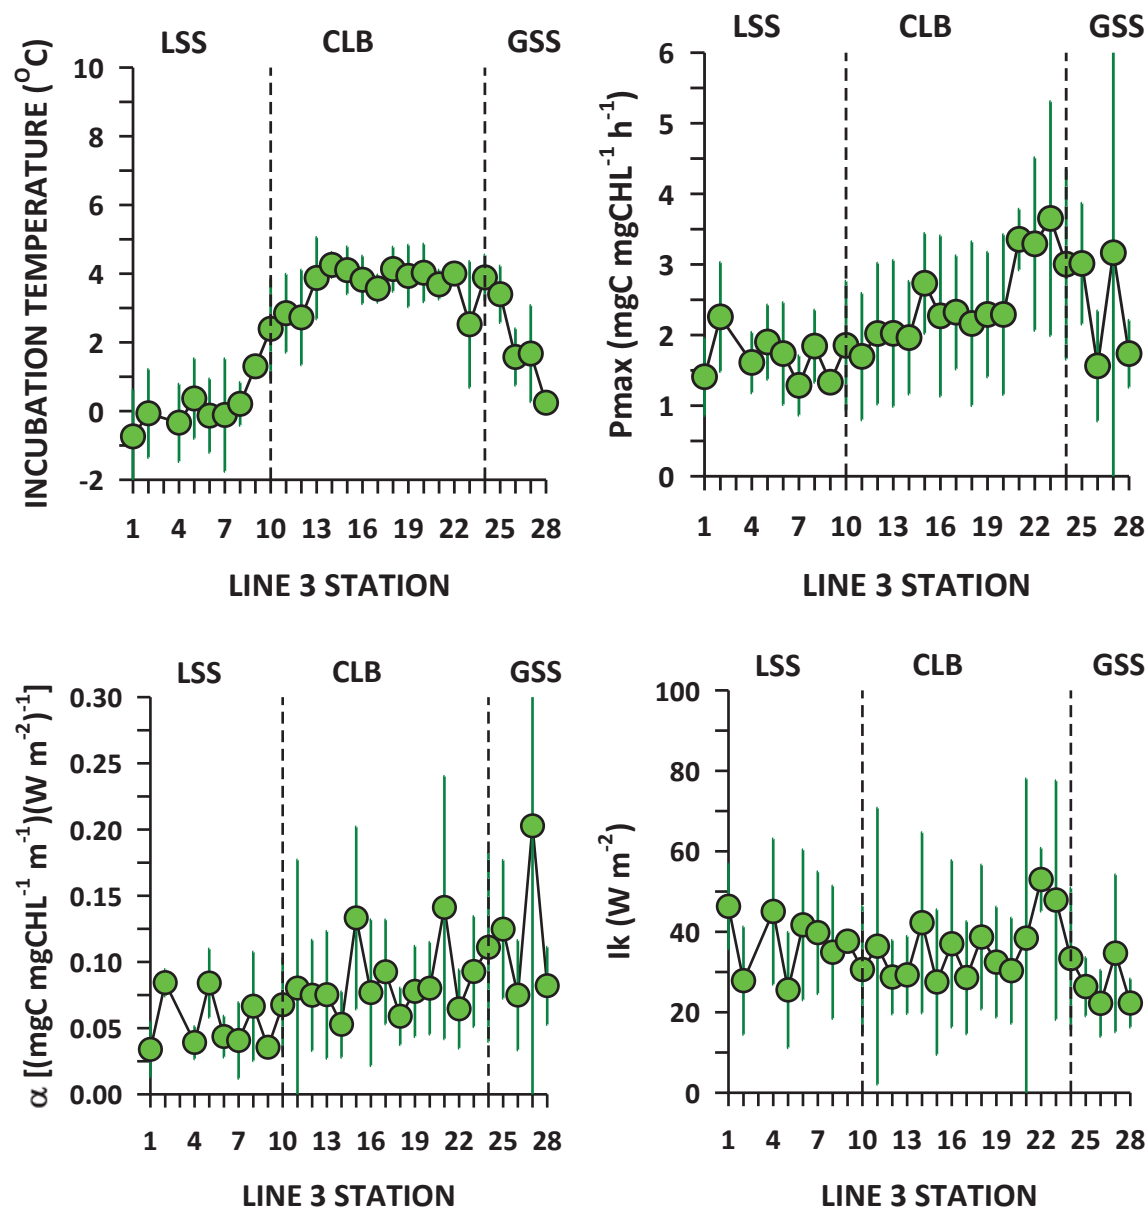 LSS CLB GSS
INCUBATION TEMPERATURE (⁰C)
10
8
6
4
2
0
-2
1 4 7 10 13 16 19 22 25 28
LINE 3 STATION
LSS CLB GSS
Pmax (mgC mgCHL⁻¹ h⁻¹)
6
5
4
3
2
1
0
1 4 7 10 13 16 19 22 25 28
LINE 3 STATION
LSS CLB GSS
α [(mgC mgCHL⁻¹ m⁻¹)(W m⁻²)⁻¹]
0.30
0.25
0.20
0.15
0.10
0.05
0.00
1 4 7 10 13 16 19 22 25 28
LINE 3 STATION
LSS CLB GSS
Ik (W m⁻²)
100
80
60
40
20
0
1 4 7 10 13 16 19 22 25 28
LINE 3 STATION